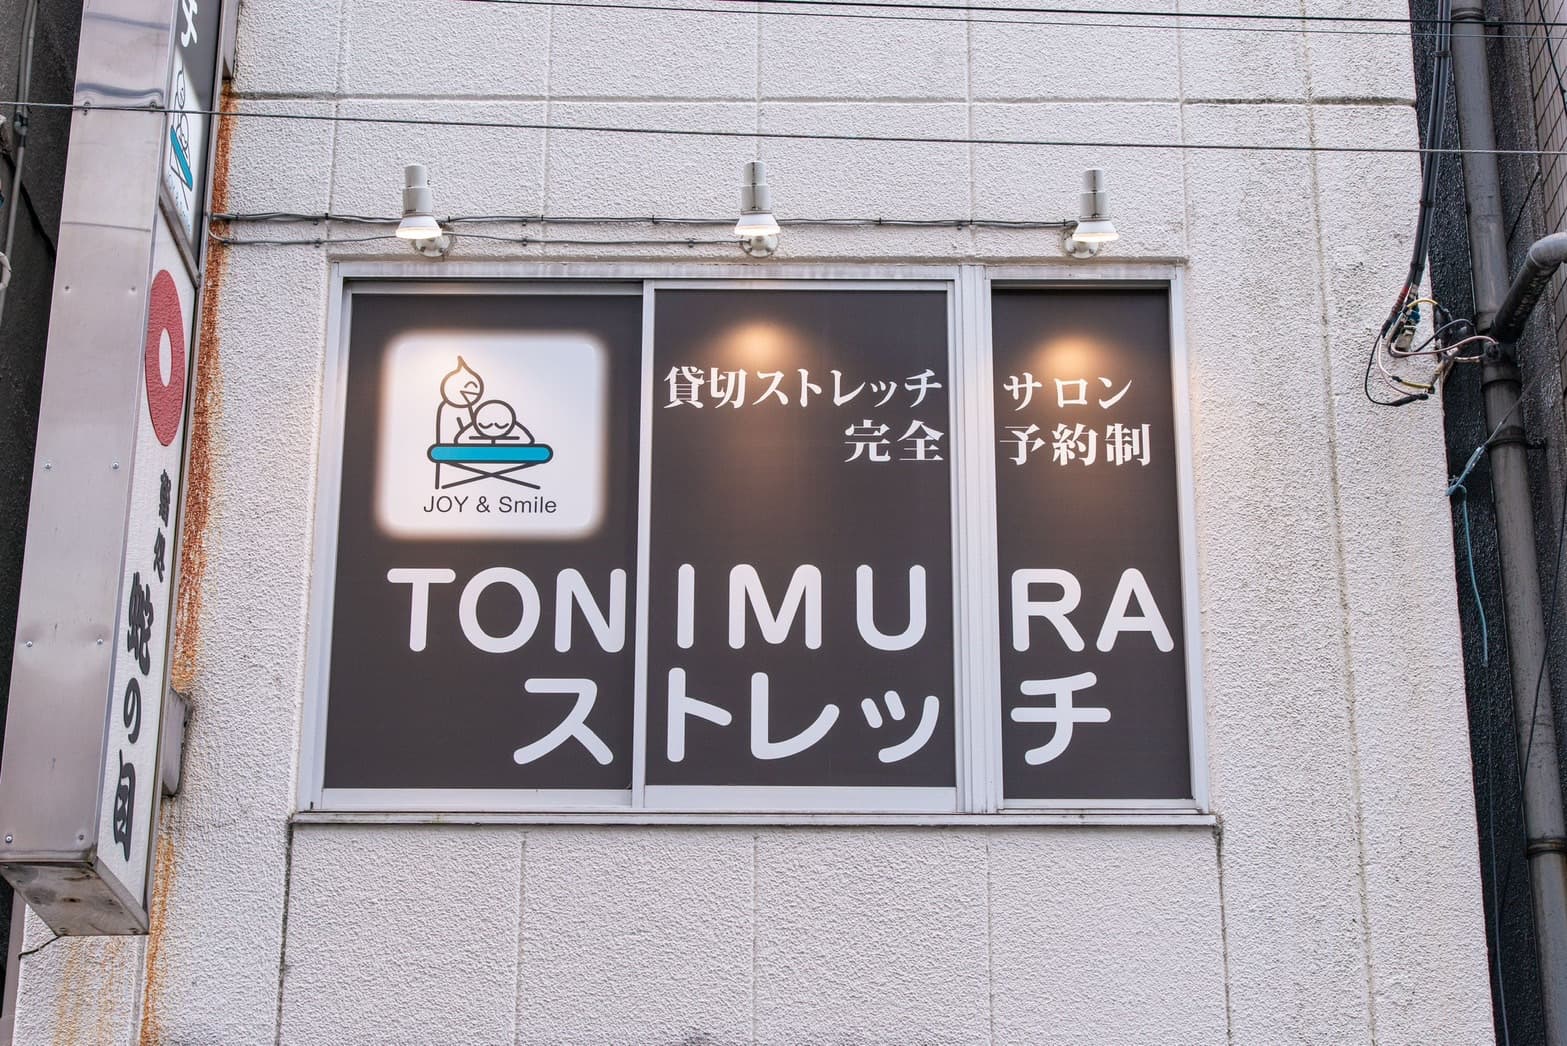 JOY & Smile
貸切ストレッチサロン
完全予約制
TONIMURA
ストレッチ